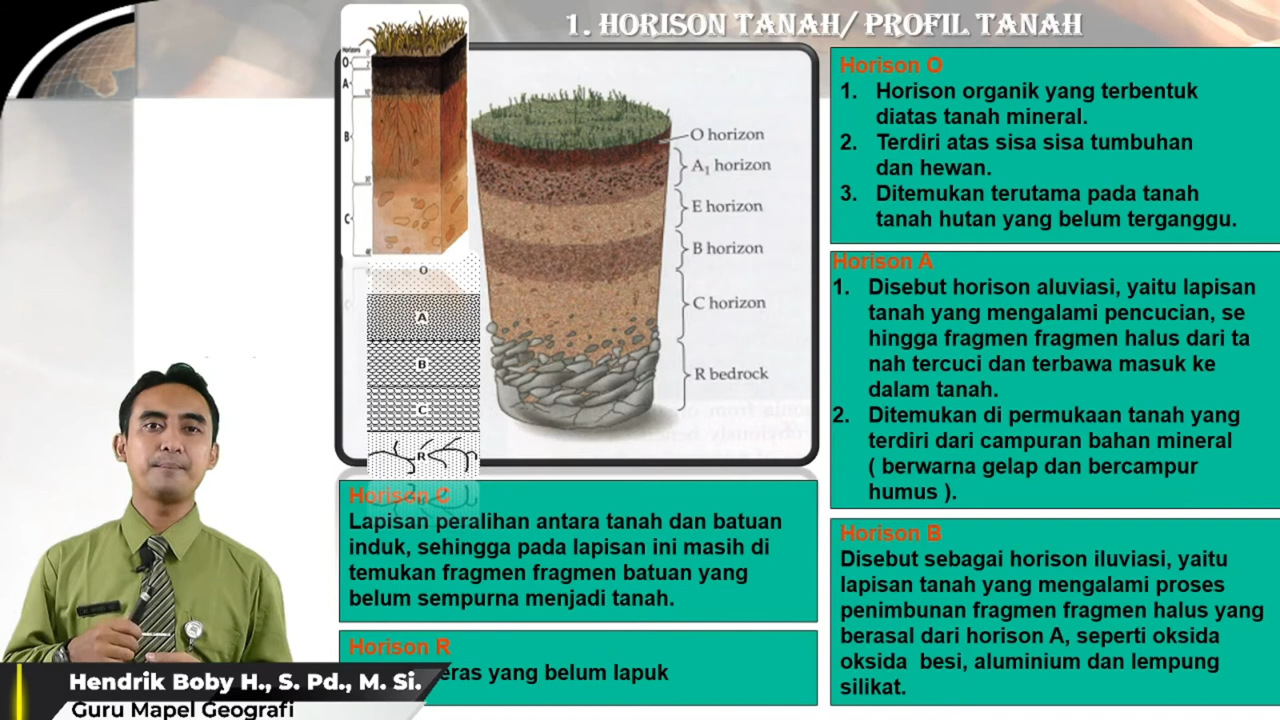 1. HORISON TANAH/ PROFIL TANAH
Horizons
O
A
B
C
O horizon
A1 horizon
E horizon
B horizon
C horizon
R bedrock
O
A
B
C
R
Horison O
1. Horison organik yang terbentuk
diatas tanah mineral.
2. Terdiri atas sisa sisa tumbuhan
dan hewan.
3. Ditemukan terutama pada tanah
tanah hutan yang belum terganggu.
Horison A
1. Disebut horison aluviasi, yaitu lapisan
tanah yang mengalami pencucian, se
hingga fragmen fragmen halus dari ta
nah tercuci dan terbawa masuk ke
dalam tanah.
2. Ditemukan di permukaan tanah yang
terdiri dari campuran bahan mineral
( berwarna gelap dan bercampur
humus ).
Horison B
Disebut sebagai horison iluviasi, yaitu
lapisan tanah yang mengalami proses
penimbunan fragmen fragmen halus yang
berasal dari horison A, seperti oksida
oksida besi, aluminium dan lempung
silikat.
Horison C
Lapisan peralihan antara tanah dan batuan
induk, sehingga pada lapisan ini masih di
temukan fragmen fragmen batuan yang
belum sempurna menjadi tanah.
Horison R
eras yang belum lapuk
Hendrik Boby H., S. Pd., M. Si.
Guru Mapel Geografi